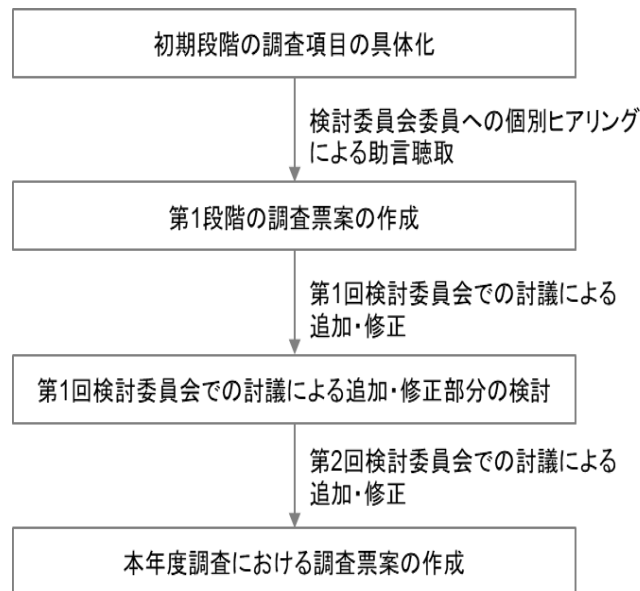 初期段階の調査項目の具体化
検討委員会委員への個別ヒアリング
による助言聴取
第1段階の調査票案の作成
第1回検討委員会での討議による
追加・修正
第1回検討委員会での討議による追加・修正部分の検討
第2回検討委員会での討議による
追加・修正
本年度調査における調査票案の作成